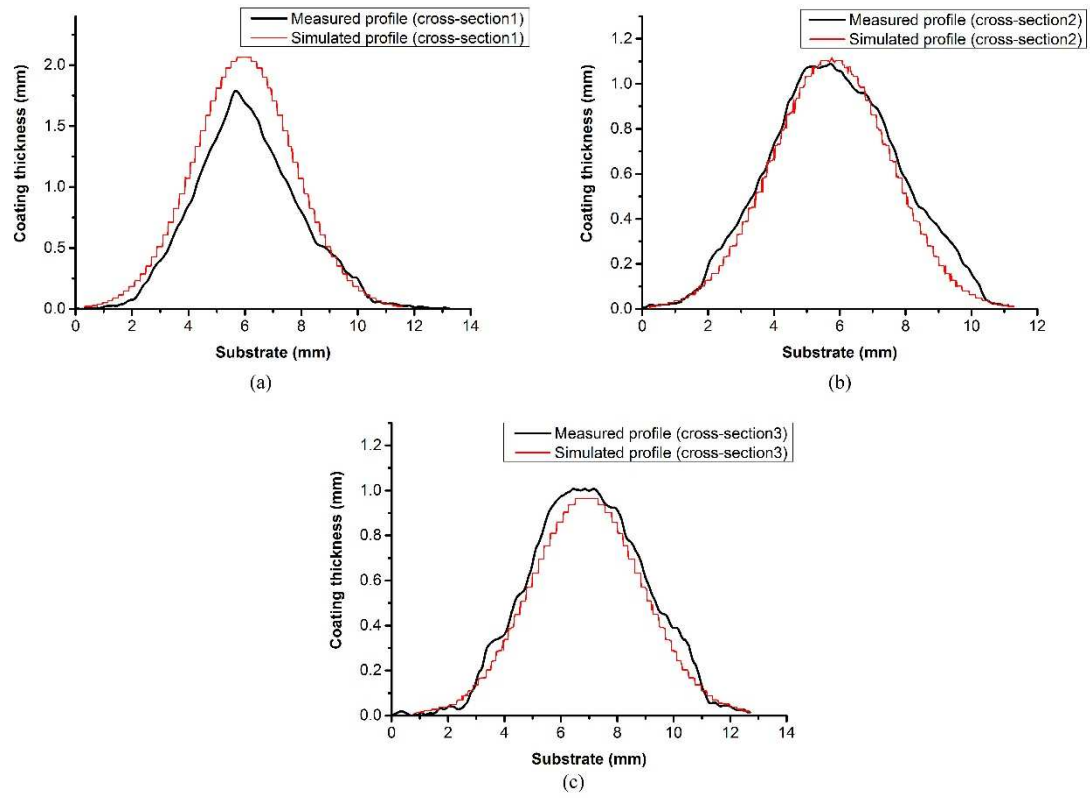 Measured profile (cross-section1)
Simulated profile (cross-section1)
Coating thickness (mm)
2.0
1.5
1.0
0.5
0.0
0 2 4 6 8 10 12 14
Substrate (mm)
(a)
Measured profile (cross-section2)
Simulated profile (cross-section2)
Coating thickness (mm)
1.2
1.0
0.8
0.6
0.4
0.2
0.0
0 2 4 6 8 10 12
Substrate (mm)
(b)
Measured profile (cross-section3)
Simulated profile (cross-section3)
Coating thickness (mm)
1.2
1.0
0.8
0.6
0.4
0.2
0.0
0 2 4 6 8 10 12 14
Substrate (mm)
(c)